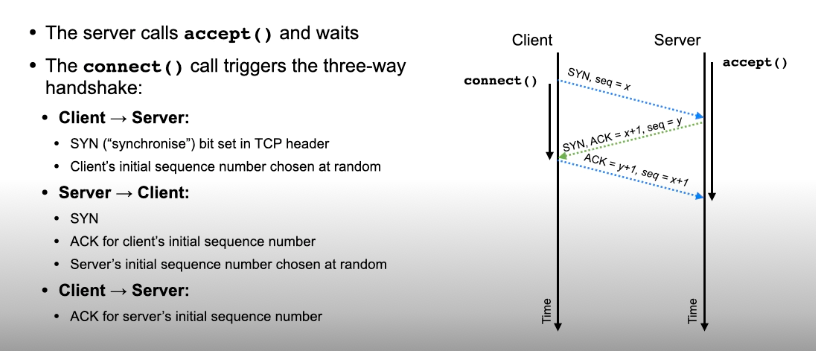 • The server calls accept() and waits
• The connect() call triggers the three-way
handshake:
• Client → Server:
• SYN (“synchronise”) bit set in TCP header
• Client’s initial sequence number chosen at random
• Server → Client:
• SYN
• ACK for client’s initial sequence number
• Server’s initial sequence number chosen at random
• Client → Server:
• ACK for server’s initial sequence number
Client
Server
accept()
connect()
SYN, seq = x
SYN, ACK = x+1, seq = y
ACK = y+1, seq = x+1
Time
Time